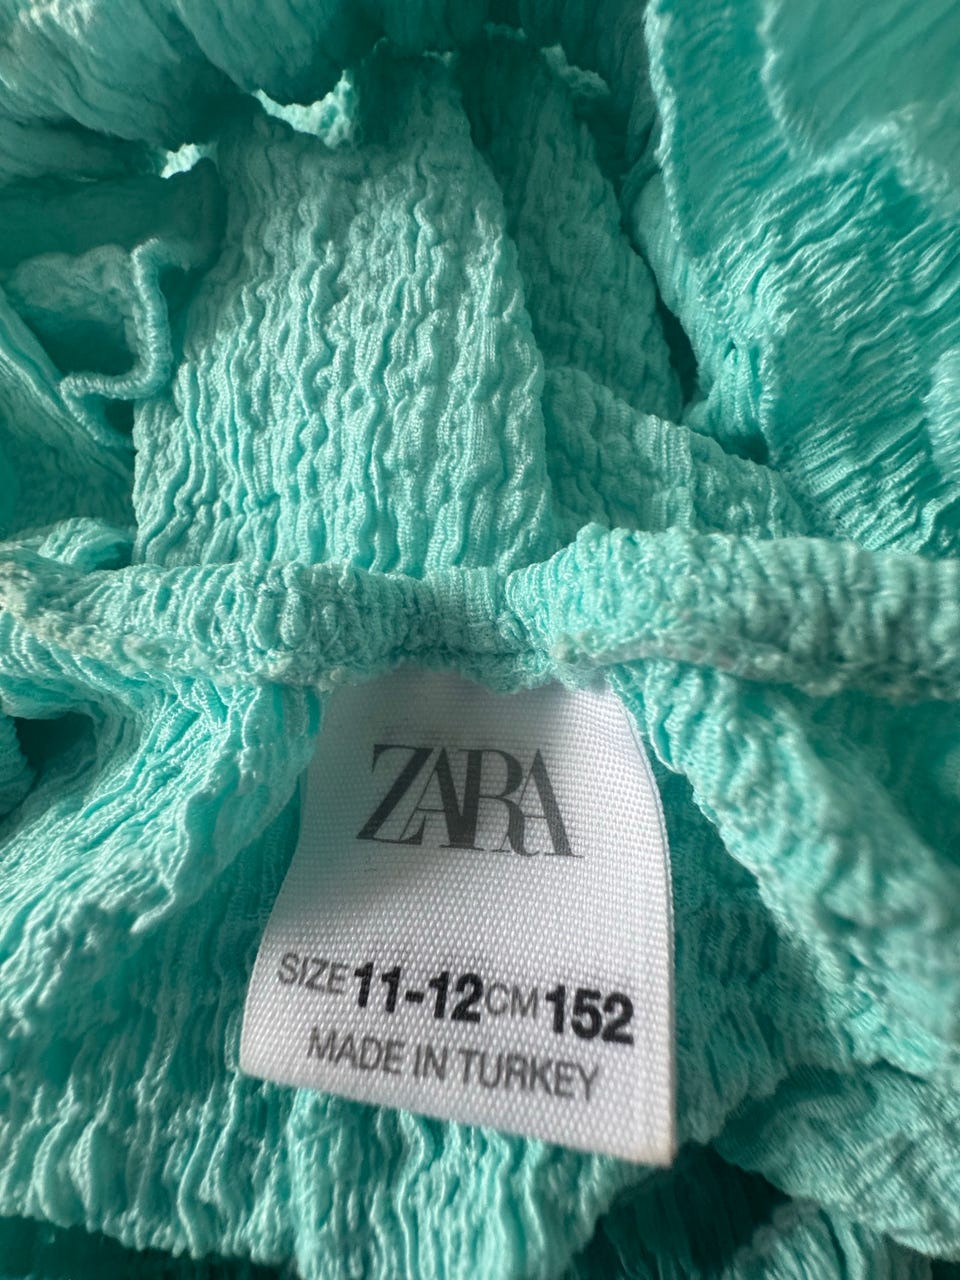 ZARA
SIZE 11-12 CM 152
MADE IN TURKEY